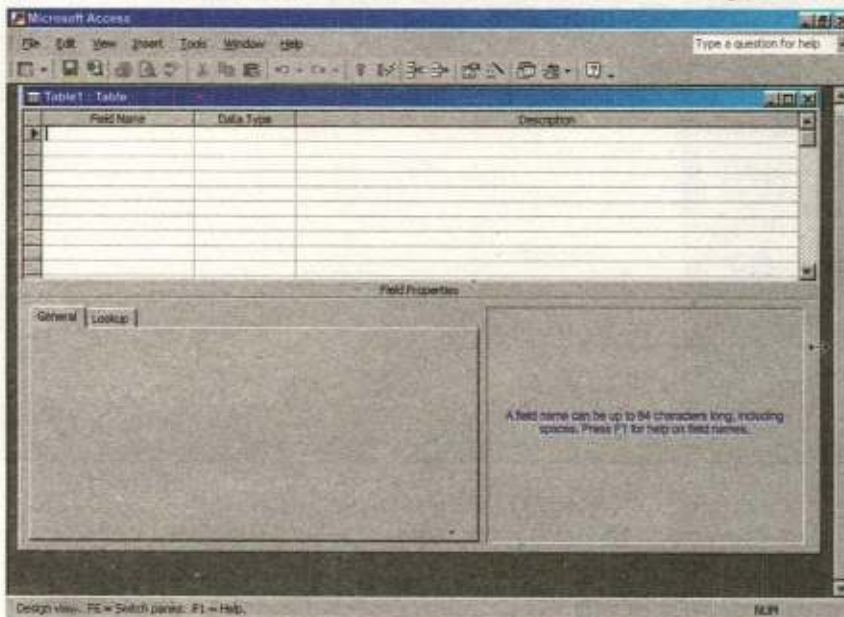 Microsoft Access
File Edit View Insert Tools Window Help
Type a question for help
Table1 : Table
Field Name Data Type Description
Field Properties
General Lookup
A field name can be up to 64 characters long, including
spaces. Press F1 for help on field names.
Design view. F6 = Switch panes. F1 = Help.
NUM